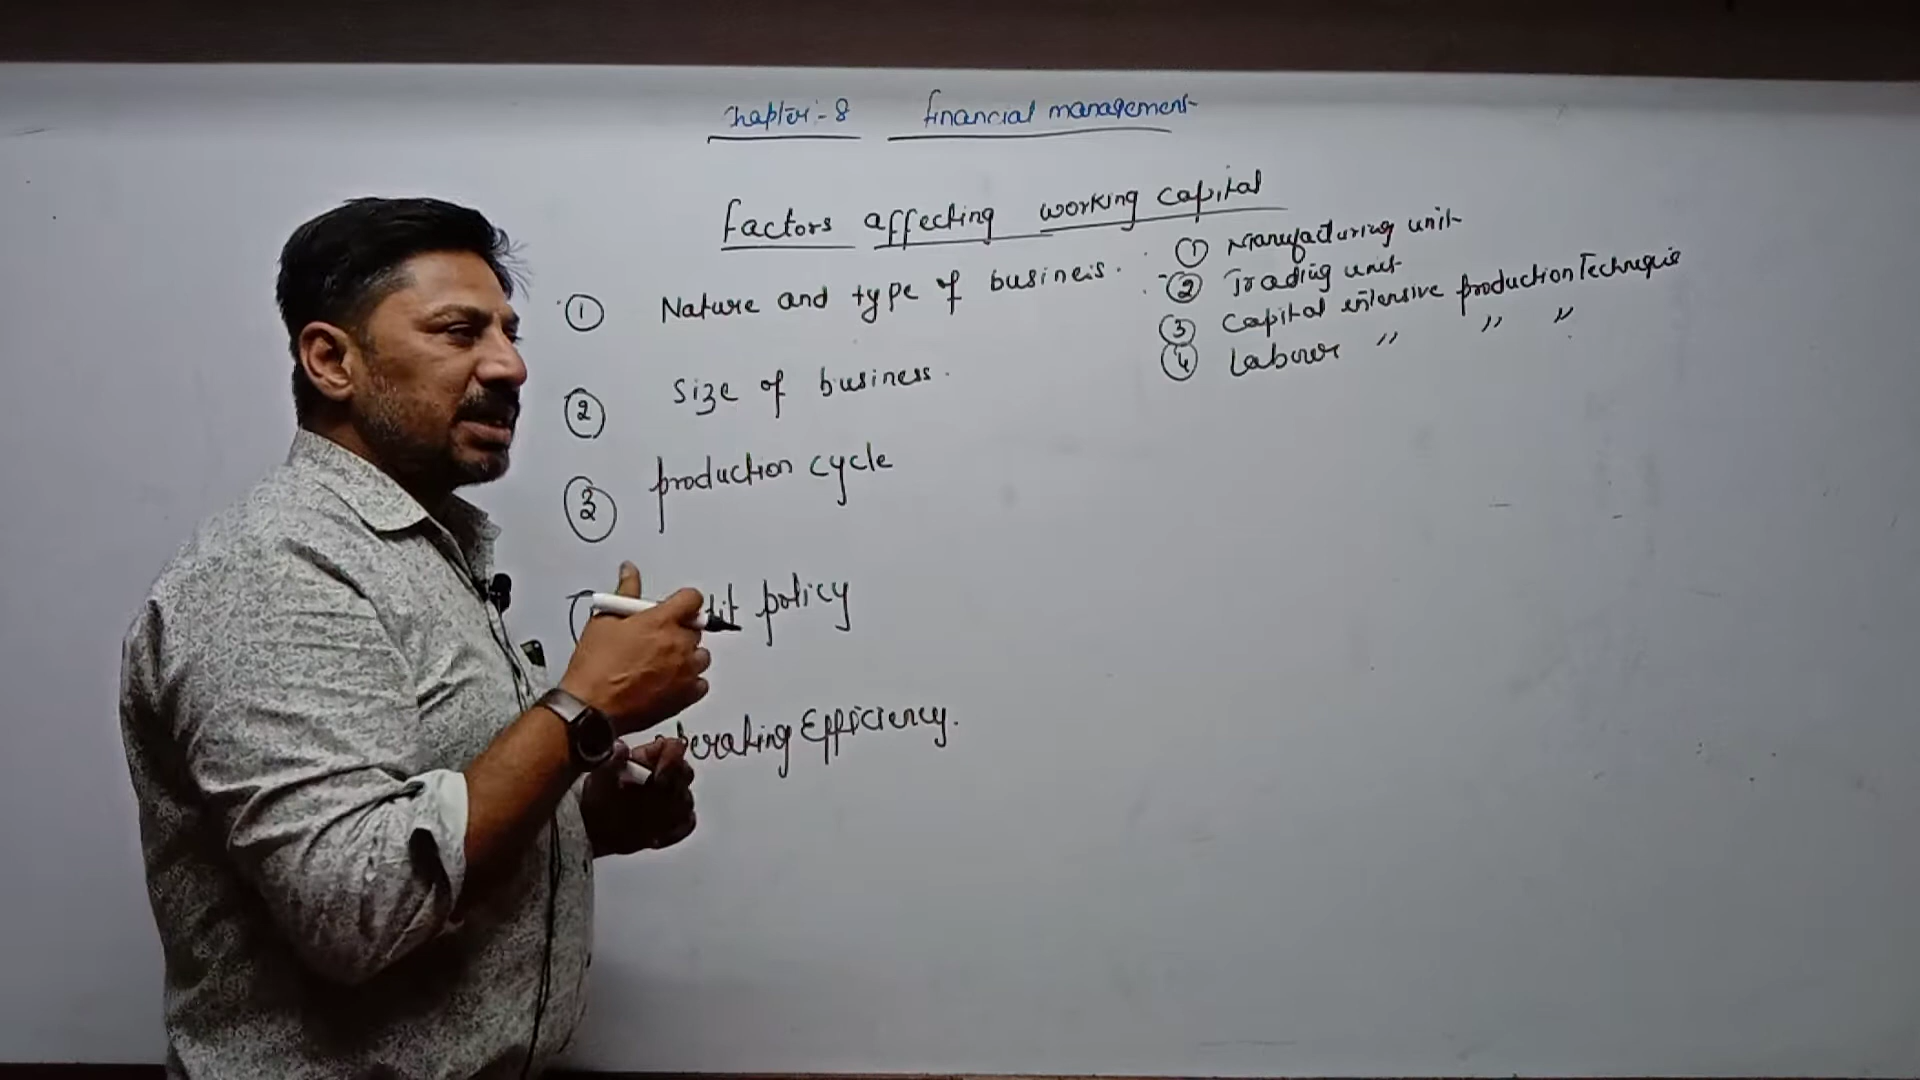 Chapter:- 8 financial management
factors affecting working capital
① Nature and type of business.
① Manufacturing unit
② Trading unit
③ Capital intensive production Technique
④ Labour " " "
② Size of business.
③ production cycle
policy
Efficiency.